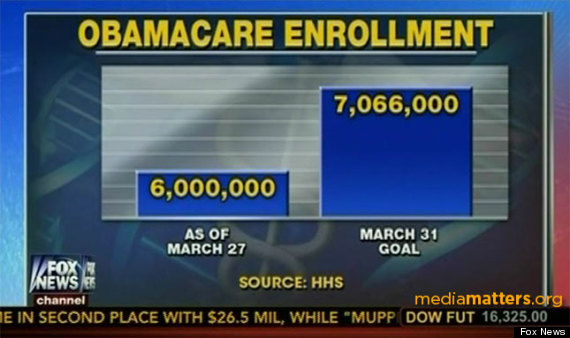 OBAMACARE ENROLLMENT
7,066,000
6,000,000
AS OF
MARCH 27
MARCH 31
GOAL
SOURCE: HHS
FOX
NEWS
channel
mediamatters.org
E IN SECOND PLACE WITH $26.5 MIL, WHILE "MUPP
DOW FUT 16,325.00
Fox News